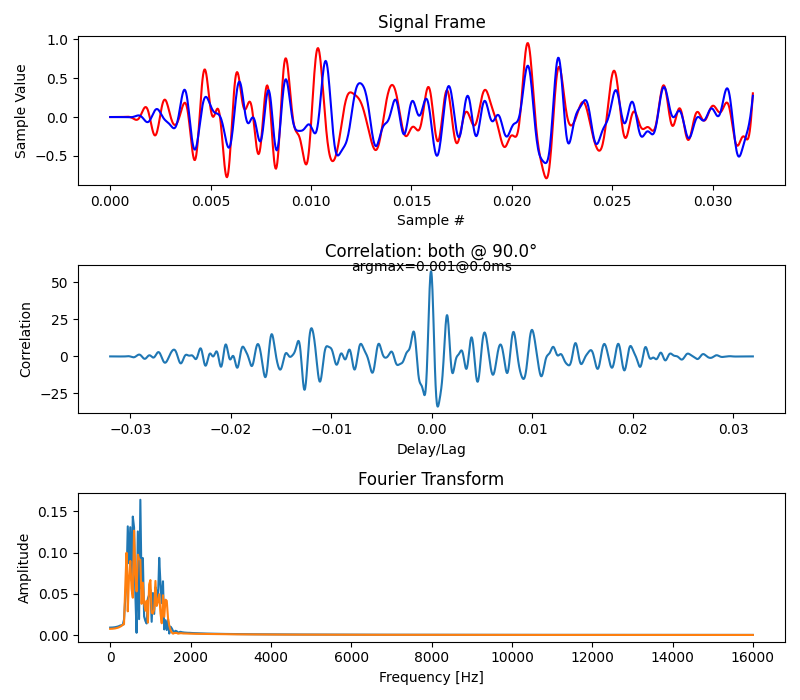 Signal Frame
1.0
0.5
0.0
−0.5
Sample Value
0.000 0.005 0.010 0.015 0.020 0.025 0.030
Sample #
Correlation: both @ 90.0°
argmax=0.001@0.0ms
50
25
0
−25
Correlation
−0.03 −0.02 −0.01 0.00 0.01 0.02 0.03
Delay/Lag
Fourier Transform
0.15
0.10
0.05
0.00
Amplitude
0 2000 4000 6000 8000 10000 12000 14000 16000
Frequency [Hz]